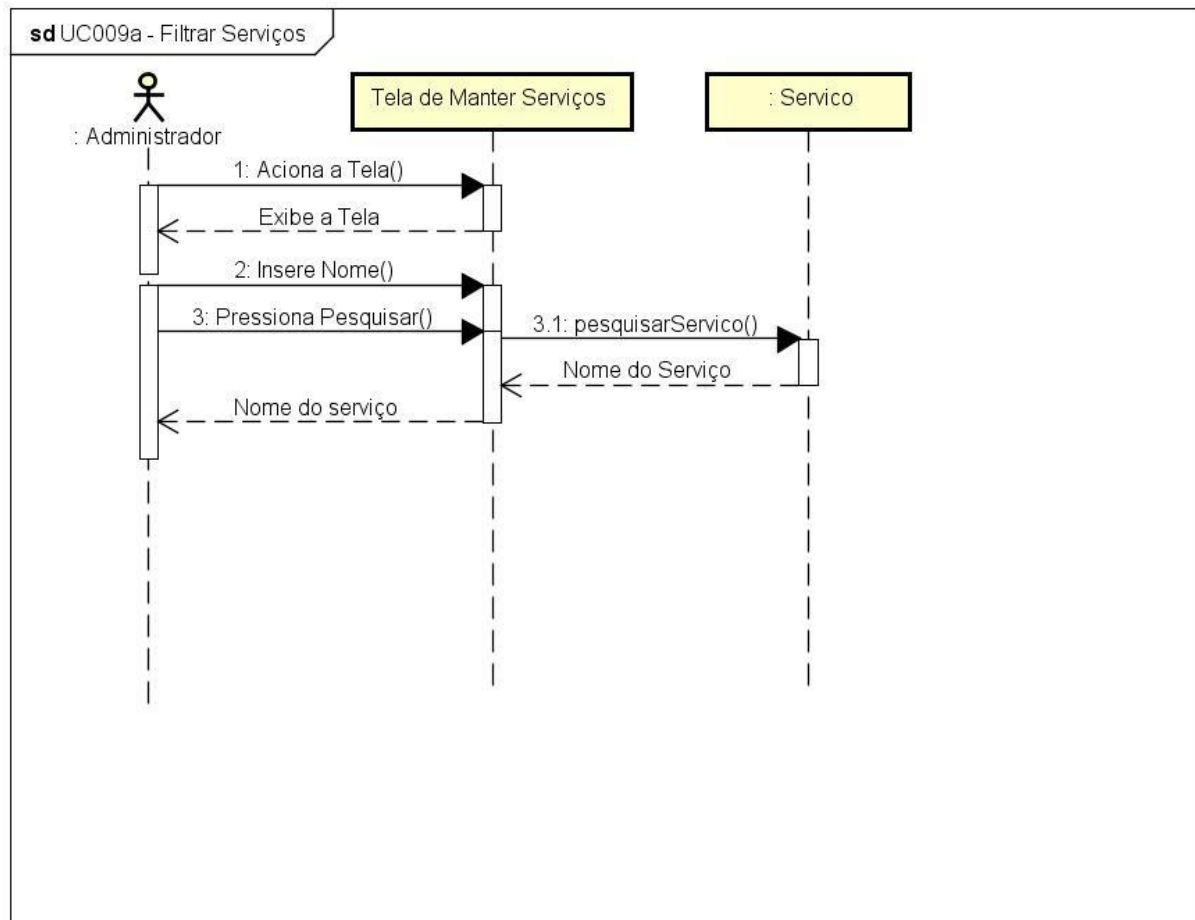 sd UC009a - Filtrar Serviços
: Administrador
Tela de Manter Serviços
: Servico
1: Aciona a Tela()
Exibe a Tela
2: Insere Nome()
3: Pressiona Pesquisar()
3.1: pesquisarServico()
Nome do Serviço
Nome do serviço